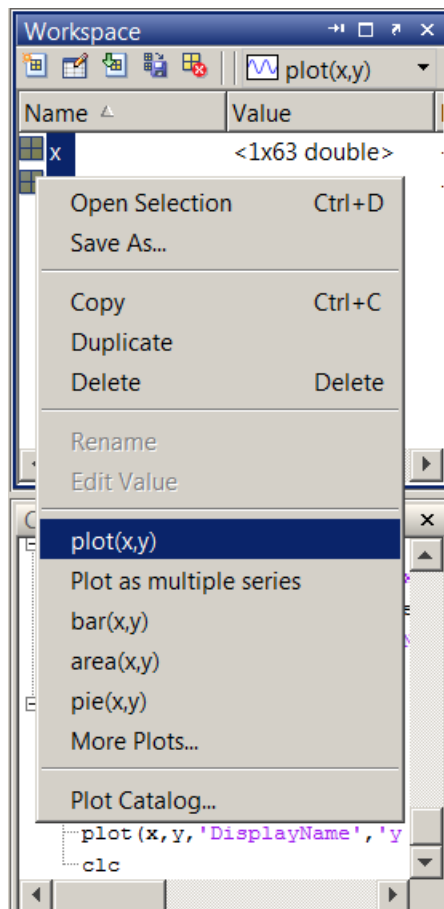 Workspace
plot(x,y)
Name Value
x <1x63 double>
Open Selection Ctrl+D
Save As...
Copy Ctrl+C
Duplicate
Delete Delete
Rename
Edit Value
plot(x,y)
Plot as multiple series
bar(x,y)
area(x,y)
pie(x,y)
More Plots...
Plot Catalog...
plot(x,y,'DisplayName','y
clc